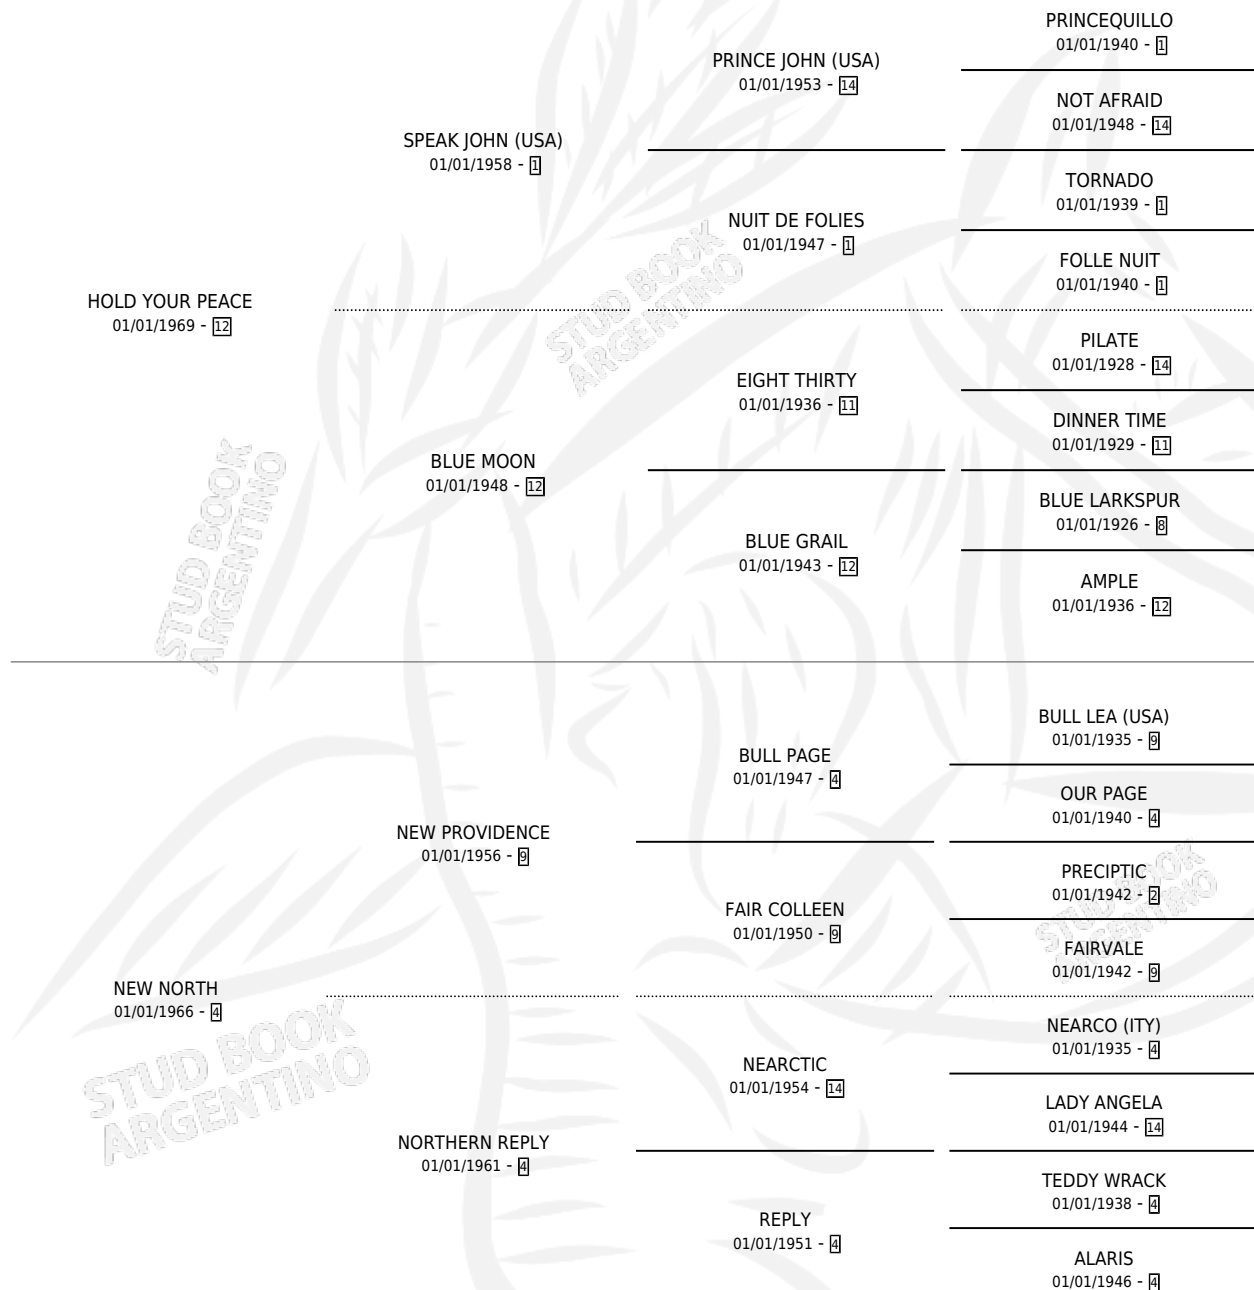 PRINCEQUILLO
01/01/1940 - 1
PRINCE JOHN (USA)
01/01/1953 - 14
NOT AFRAID
01/01/1948 - 14
SPEAK JOHN (USA)
01/01/1958 - 1
TORNADO
01/01/1939 - 1
NUIT DE FOLIES
01/01/1947 - 1
FOLLE NUIT
01/01/1940 - 1
HOLD YOUR PEACE
01/01/1969 - 12
PILATE
01/01/1928 - 14
EIGHT THIRTY
01/01/1936 - 11
DINNER TIME
01/01/1929 - 11
BLUE MOON
01/01/1948 - 12
BLUE LARKSPUR
01/01/1926 - 8
BLUE GRAIL
01/01/1943 - 12
AMPLE
01/01/1936 - 12
BULL LEA (USA)
01/01/1935 - 9
BULL PAGE
01/01/1947 - 4
OUR PAGE
01/01/1940 - 4
NEW PROVIDENCE
01/01/1956 - 9
PRECIPTIC
01/01/1942 - 2
FAIR COLLEEN
01/01/1950 - 9
FAIRVALE
01/01/1942 - 9
NEW NORTH
01/01/1966 - 4
NEARCO (ITY)
01/01/1935 - 4
NEARCTIC
01/01/1954 - 14
LADY ANGELA
01/01/1944 - 14
NORTHERN REPLY
01/01/1961 - 4
TEDDY WRACK
01/01/1938 - 4
REPLY
01/01/1951 - 4
ALARIS
01/01/1946 - 4
STUD BOOK
ARGENTINO
STUD BOOK
ARGENTINO
STUD BOOK
ARGENTINO
STUD BOOK
ARGENTINO